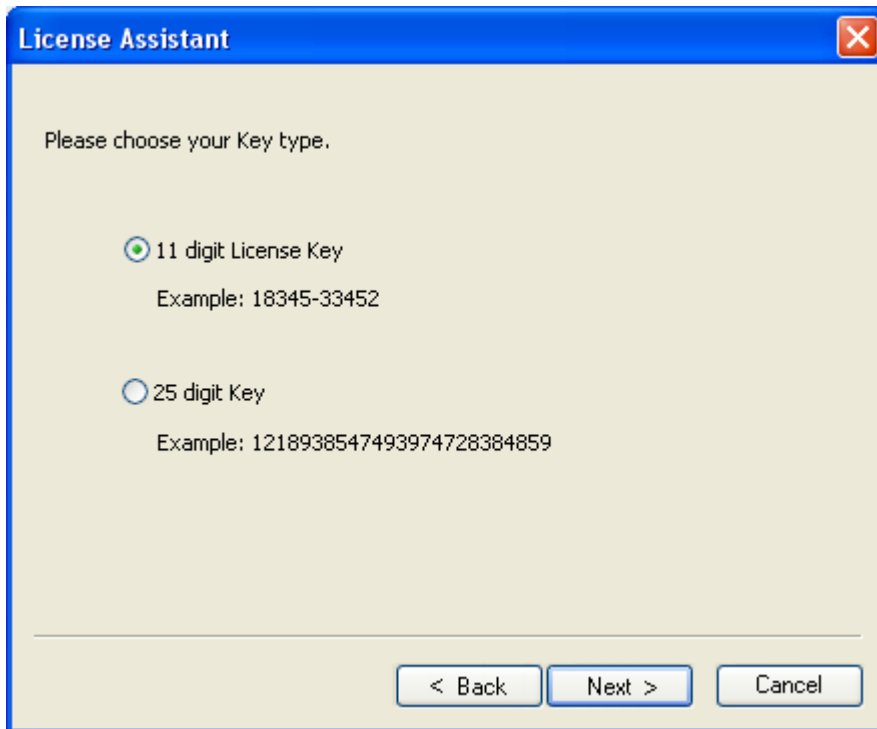 License Assistant
Please choose your Key type.
11 digit License Key
Example: 18345-33452
25 digit Key
Example: 1218938547493974728384859
< Back Next > Cancel